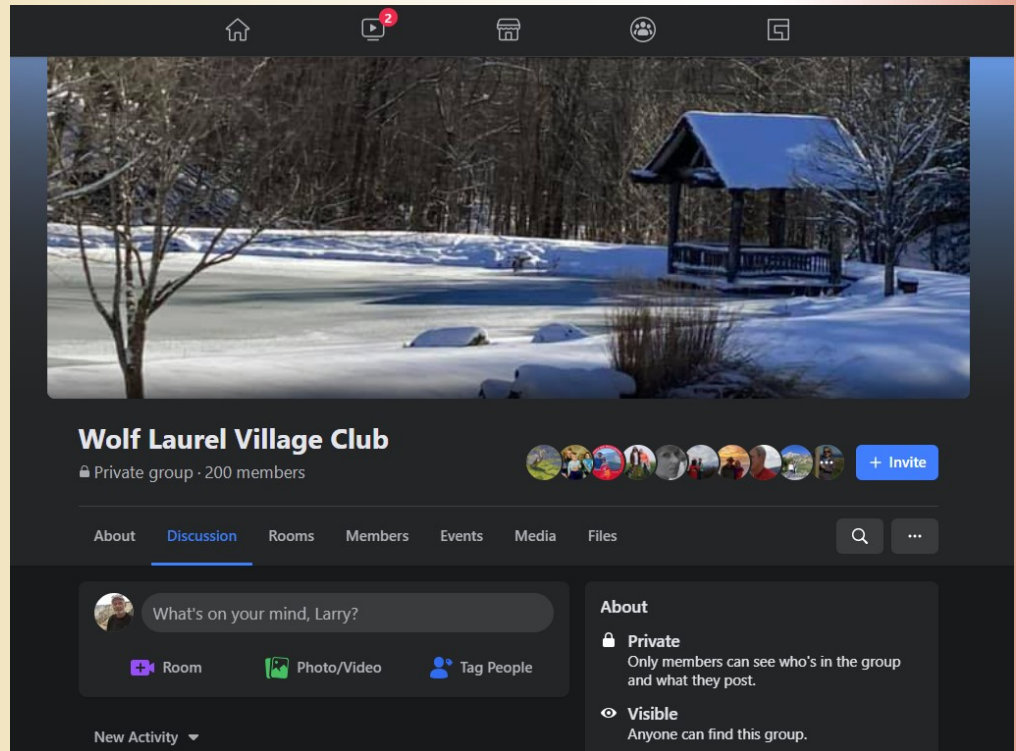 2
Wolf Laurel Village Club
Private group · 200 members
+ Invite
About Discussion Rooms Members Events Media Files
What's on your mind, Larry?
Room Photo/Video Tag People
New Activity
About
Private
Only members can see who's in the group
and what they post.
Visible
Anyone can find this group.